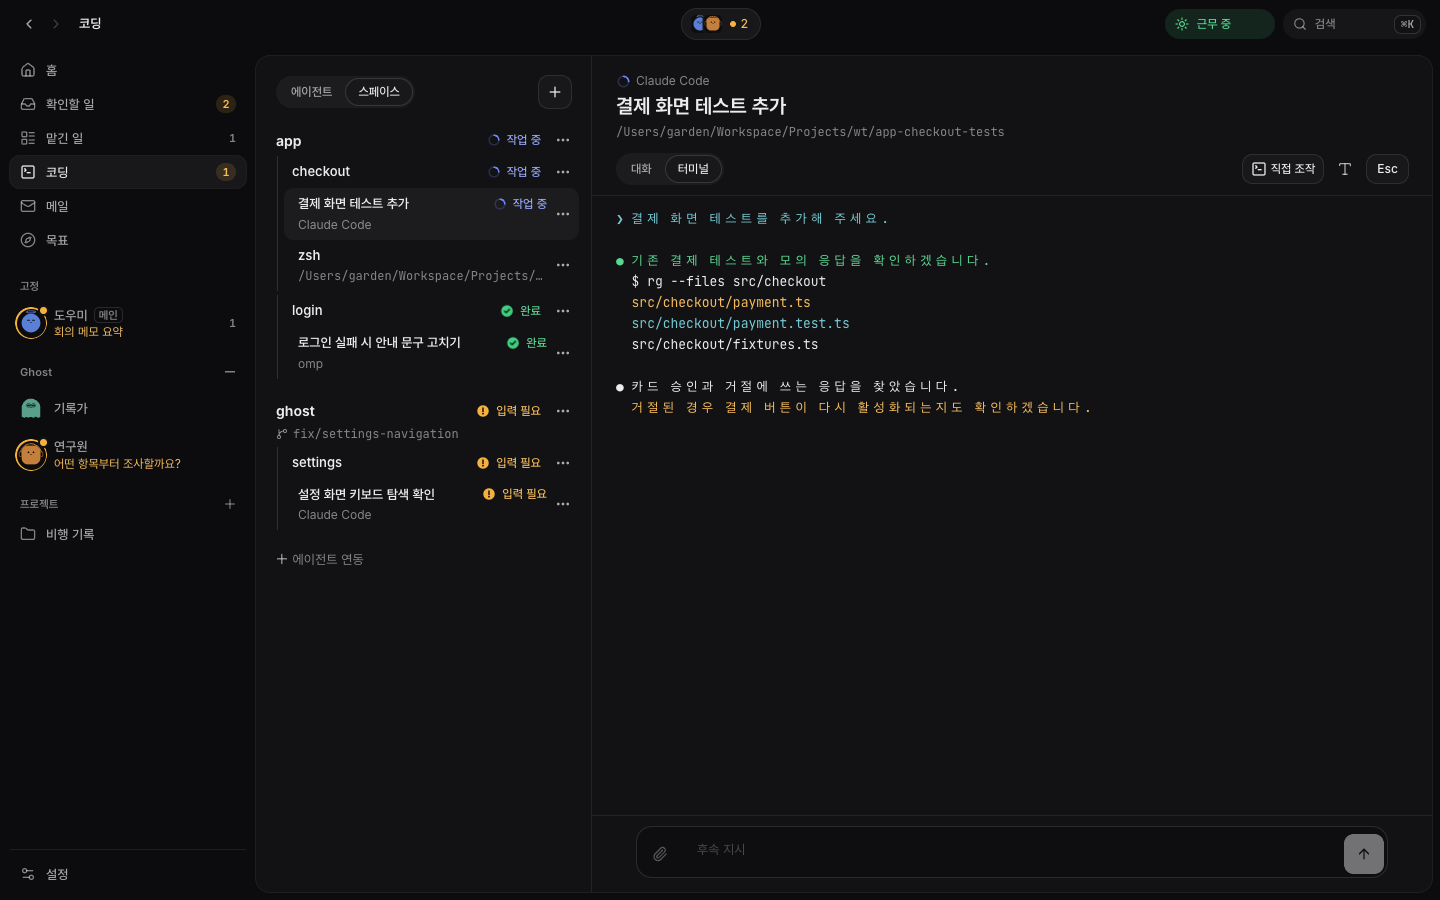 코딩
2
근무 중
검색
⌘K
홈
확인할 일
2
맡긴 일
1
코딩
1
메일
목표
고정
도우미
메인
회의 메모 요약
1
Ghost
기록가
연구원
어떤 항목부터 조사할까요?
프로젝트
비행 기록
설정
에이전트
스페이스
app
작업 중
checkout
작업 중
결제 화면 테스트 추가
작업 중
Claude Code
zsh
/Users/garden/Workspace/Projects/…
login
완료
로그인 실패 시 안내 문구 고치기
완료
omp
ghost
입력 필요
fix/settings-navigation
settings
입력 필요
설정 화면 키보드 탐색 확인
입력 필요
Claude Code
에이전트 연동
Claude Code
결제 화면 테스트 추가
/Users/garden/Workspace/Projects/wt/app-checkout-tests
대화
터미널
직접 조작
Esc
❯ 결제 화면 테스트를 추가해 주세요.
● 기존 결제 테스트와 모의 응답을 확인하겠습니다.
$ rg --files src/checkout
src/checkout/payment.ts
src/checkout/payment.test.ts
src/checkout/fixtures.ts
● 카드 승인과 거절에 쓰는 응답을 찾았습니다.
거절된 경우 결제 버튼이 다시 활성화되는지도 확인하겠습니다.
후속 지시